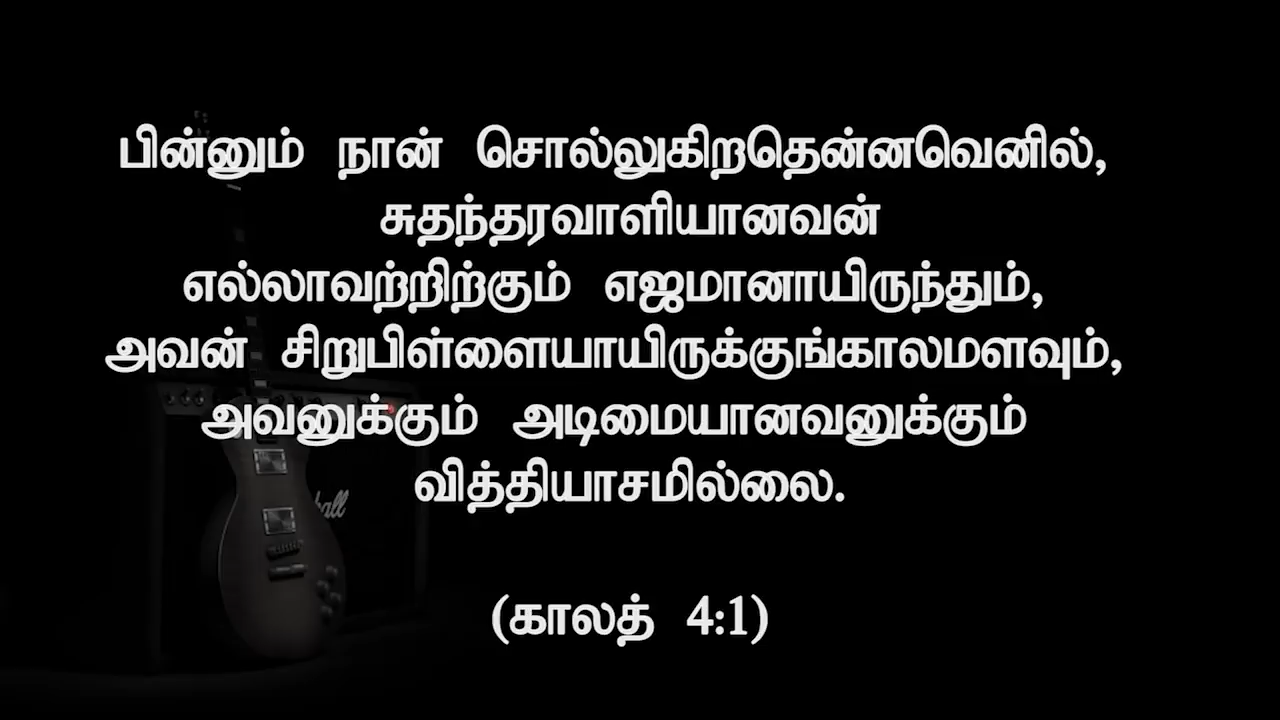 பின்னும் நான் சொல்லுகிறதென்னவெனில்,
சுதந்தரவாளியானவன்
எல்லாவற்றிற்கும் எஜமானாயிருந்தும்,
அவன் சிறுபிள்ளையாயிருக்குங்காலமளவும்,
அவனுக்கும் அடிமையானவனுக்கும்
வித்தியாசமில்லை.
(காலத் 4:1)